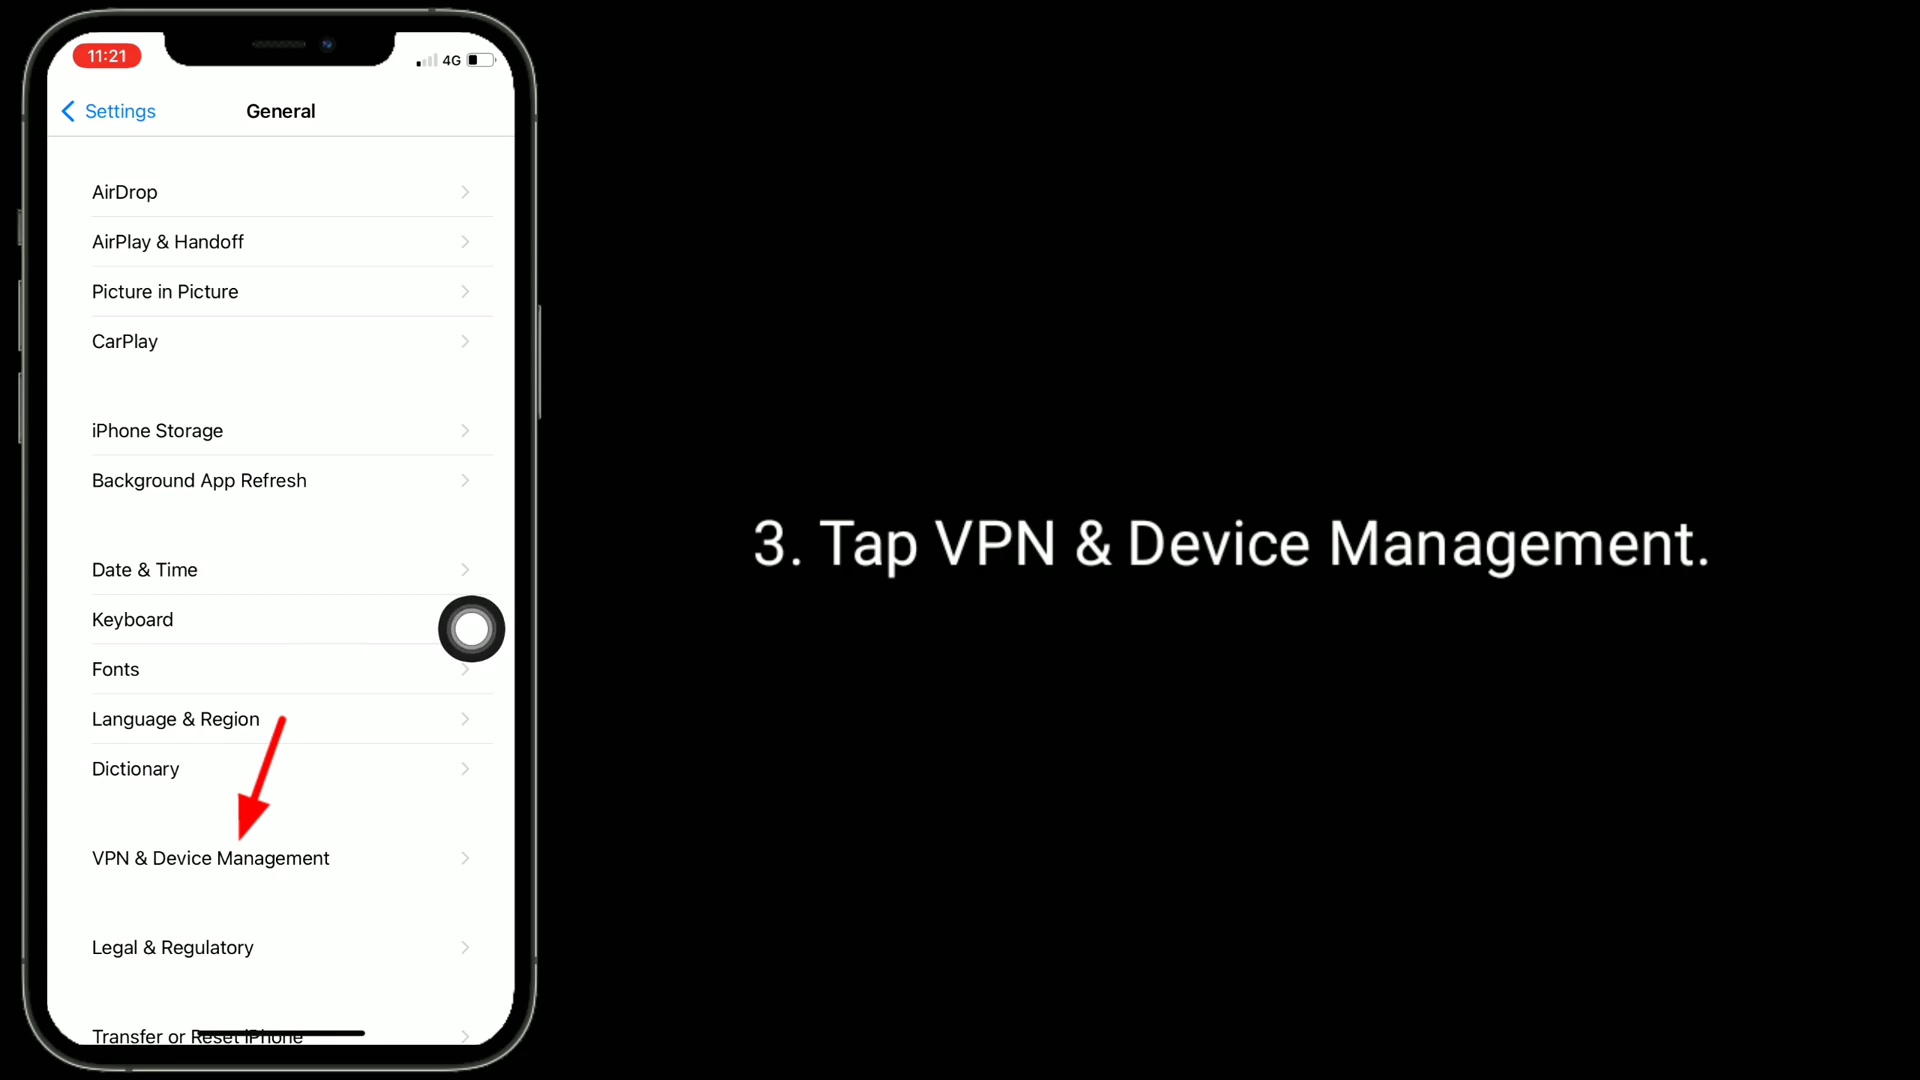 11:21
4G
Settings
General
AirDrop
AirPlay & Handoff
Picture in Picture
CarPlay
iPhone Storage
Background App Refresh
Date & Time
Keyboard
Fonts
Language & Region
Dictionary
VPN & Device Management
Legal & Regulatory
Transfer or Reset iPhone
3. Tap VPN & Device Management.